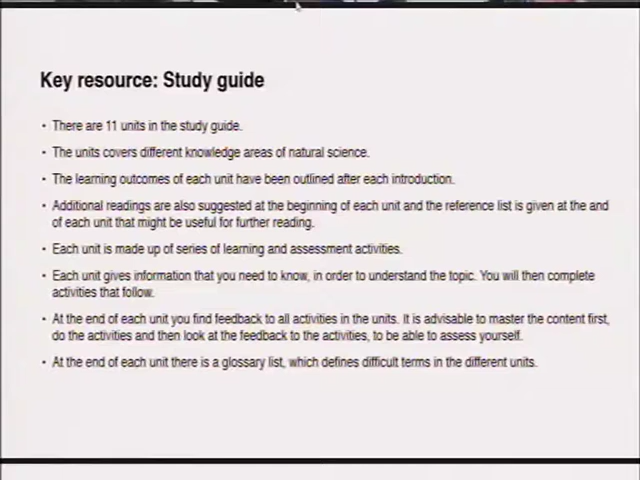 Key resource: Study guide
• There are 11 units in the study guide.
• The units covers different knowledge areas of natural science.
• The learning outcomes of each unit have been outlined after each introduction.
• Additional readings are also suggested at the beginning of each unit and the reference list is given at the and
of each unit that might be useful for further reading.
• Each unit is made up of series of learning and assessment activities.
• Each unit gives information that you need to know, in order to understand the topic. You will then complete
activities that follow.
• At the end of each unit you find feedback to all activities in the units. It is advisable to master the content first,
do the activities and then look at the feedback to the activities, to be able to assess yourself.
• At the end of each unit there is a glossary list, which defines difficult terms in the different units.